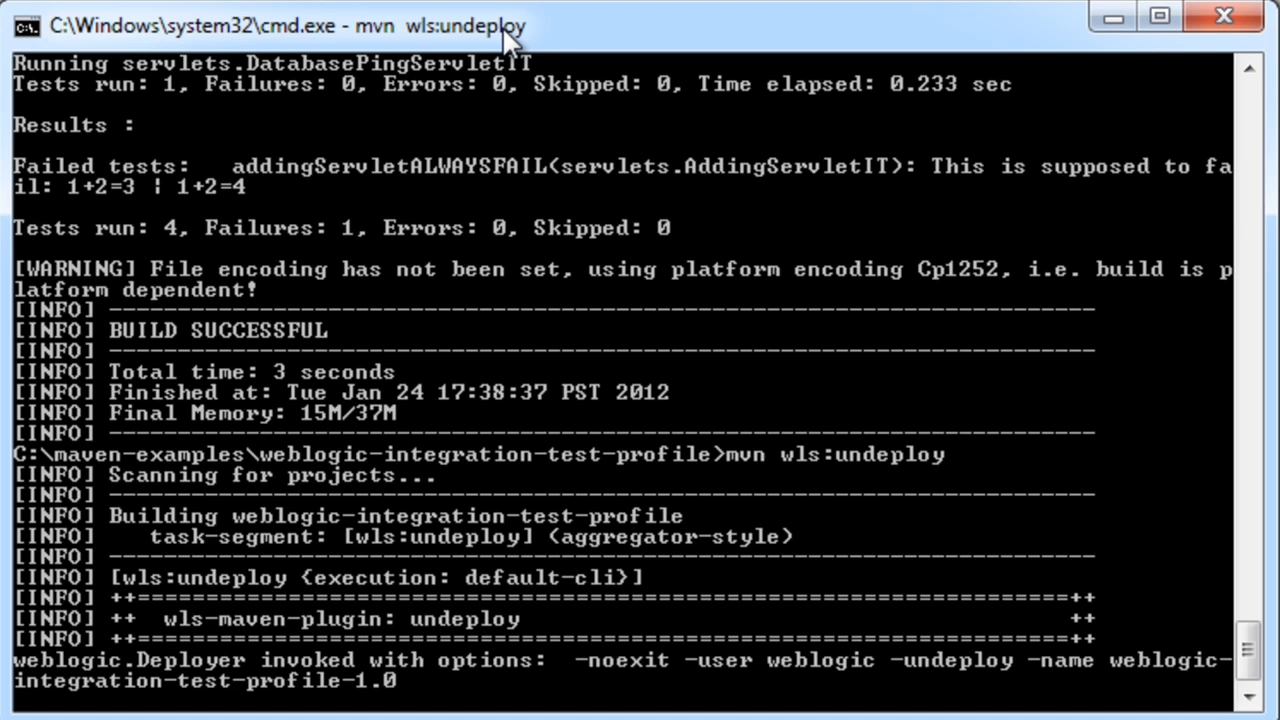 C:\Windows\system32\cmd.exe - mvn  wls:undeploy
Running servlets.DatabasePingServletIT
Tests run: 1, Failures: 0, Errors: 0, Skipped: 0, Time elapsed: 0.233 sec
Results :
Failed tests:   addingServletALWAYSFAIL(servlets.AddingServletIT): This is supposed to fa
il: 1+2=3 | 1+2=4
Tests run: 4, Failures: 1, Errors: 0, Skipped: 0
[WARNING] File encoding has not been set, using platform encoding Cp1252, i.e. build is p
latform dependent!
[INFO] ------------------------------------------------------------------------
[INFO] BUILD SUCCESSFUL
[INFO] ------------------------------------------------------------------------
[INFO] Total time: 3 seconds
[INFO] Finished at: Tue Jan 24 17:38:37 PST 2012
[INFO] Final Memory: 15M/37M
[INFO] ------------------------------------------------------------------------
C:\maven-examples\weblogic-integration-test-profile>mvn wls:undeploy
[INFO] Scanning for projects...
[INFO] ------------------------------------------------------------------------
[INFO] Building weblogic-integration-test-profile
[INFO]    task-segment: [wls:undeploy] (aggregator-style)
[INFO] ------------------------------------------------------------------------
[INFO] [wls:undeploy {execution: default-cli}]
[INFO] ++====================================================================++
[INFO] ++  wls-maven-plugin: undeploy                                        ++
[INFO] ++====================================================================++
weblogic.Deployer invoked with options:  -noexit -user weblogic -undeploy -name weblogic-
integration-test-profile-1.0